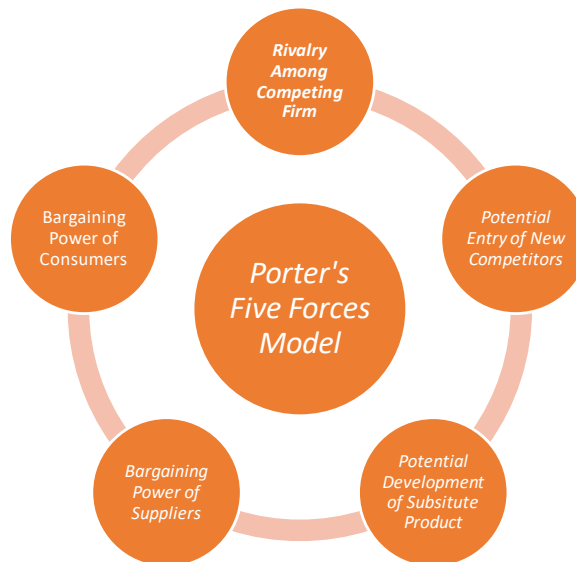 Rivalry
Among
Competing
Firm
Bargaining
Power of
Consumers
Potential
Entry of New
Competitors
Porter's
Five Forces
Model
Bargaining
Power of
Suppliers
Potential
Development
of Subsitute
Product